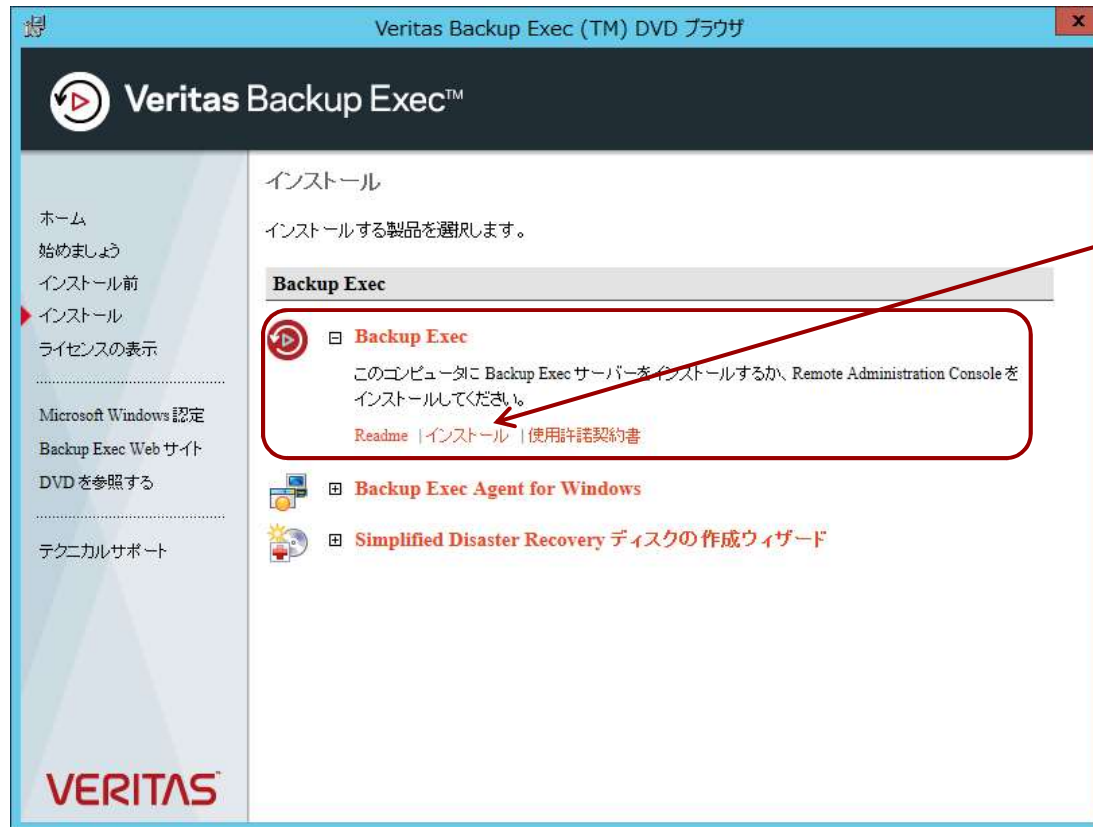 Veritas Backup Exec (TM) DVD ブラウザ
x
Veritas Backup Exec™
ホーム
始めましょう
インストール前
インストール
ライセンスの表示
Microsoft Windows 認定
Backup Exec Web サイト
DVD を参照する
テクニカルサポート
VERITAS™
インストール
インストールする製品を選択します。
Backup Exec
Backup Exec
このコンピュータに Backup Exec サーバーをインストールするか、Remote Administration Console を
インストールしてください。
Readme | インストール | 使用許諾契約書
Backup Exec Agent for Windows
Simplified Disaster Recovery ディスクの作成ウィザード